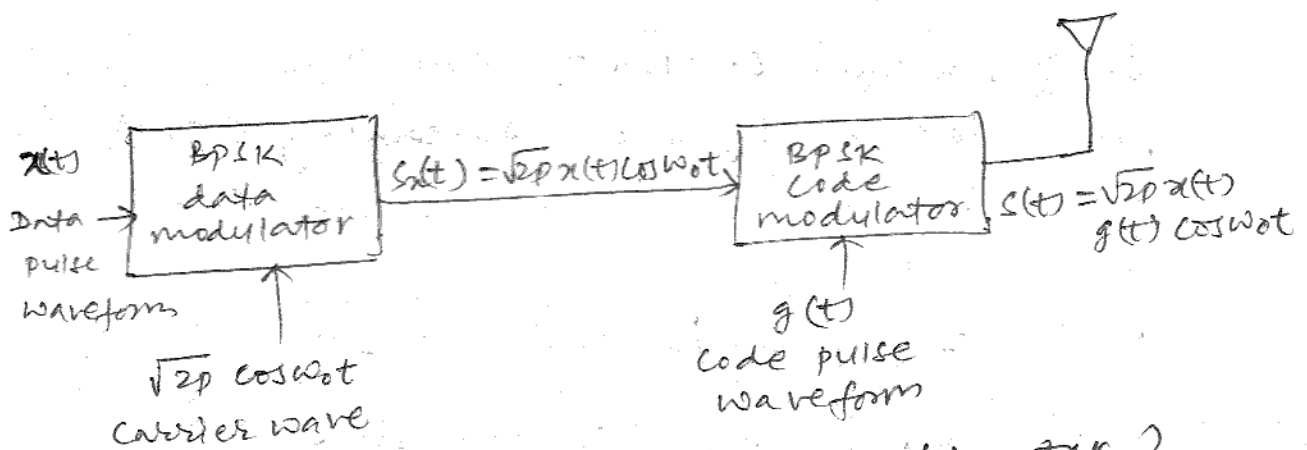 x(t)
Data
pulse
waveform
BPSK
data
modulator
√2p cosω₀t
Carrier wave
Sx(t) = √2p x(t) cosω₀t
BPSK
code
modulator
g(t)
code pulse
waveform
S(t) = √2p x(t)
g(t) cosω₀t